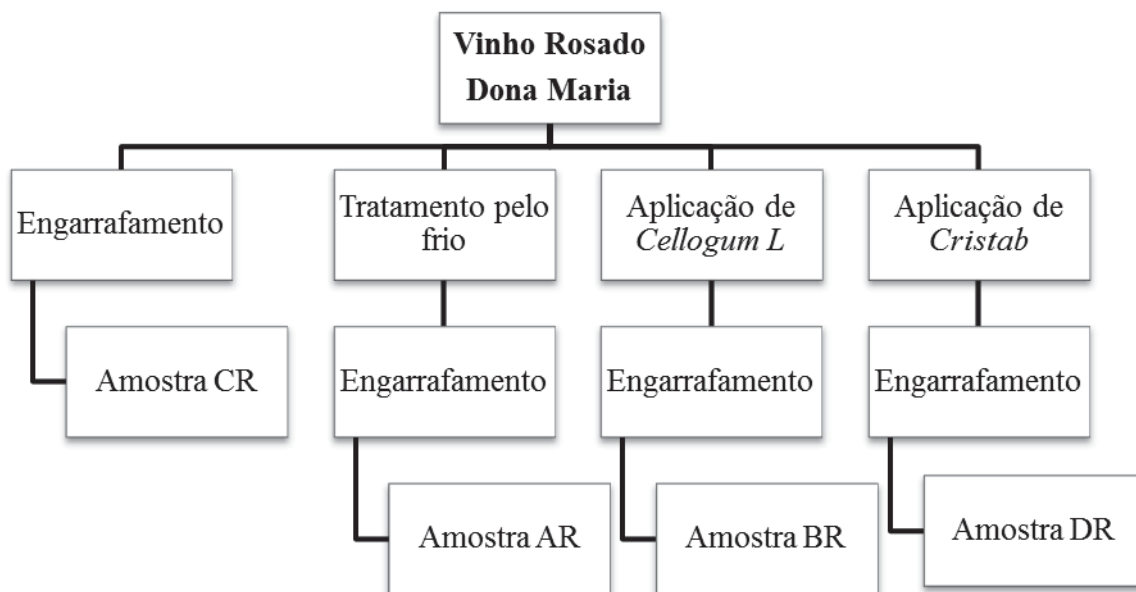 Vinho Rosado
Dona Maria
Engarrafamento
Tratamento pelo
frio
Aplicação de
Cellogum L
Aplicação de
Cristab
Amostra CR
Engarrafamento
Engarrafamento
Engarrafamento
Amostra AR
Amostra BR
Amostra DR